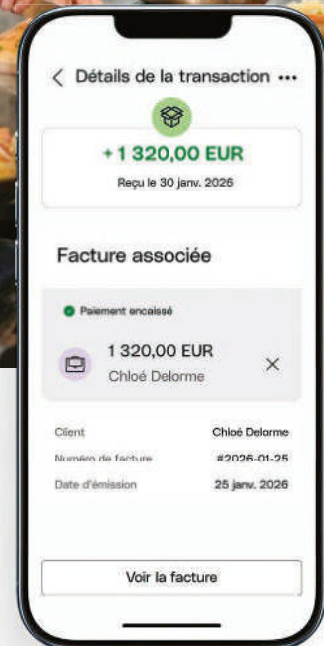 Détails de la transaction
+ 1 320,00 EUR
Reçu le 30 janv. 2026
Facture associée
Paiement encaissé
1 320,00 EUR
Chloé Delorme
Client Chloé Delorme
Numéro de facture #2026-01-25
Date d'émission 25 janv. 2026
Voir la facture